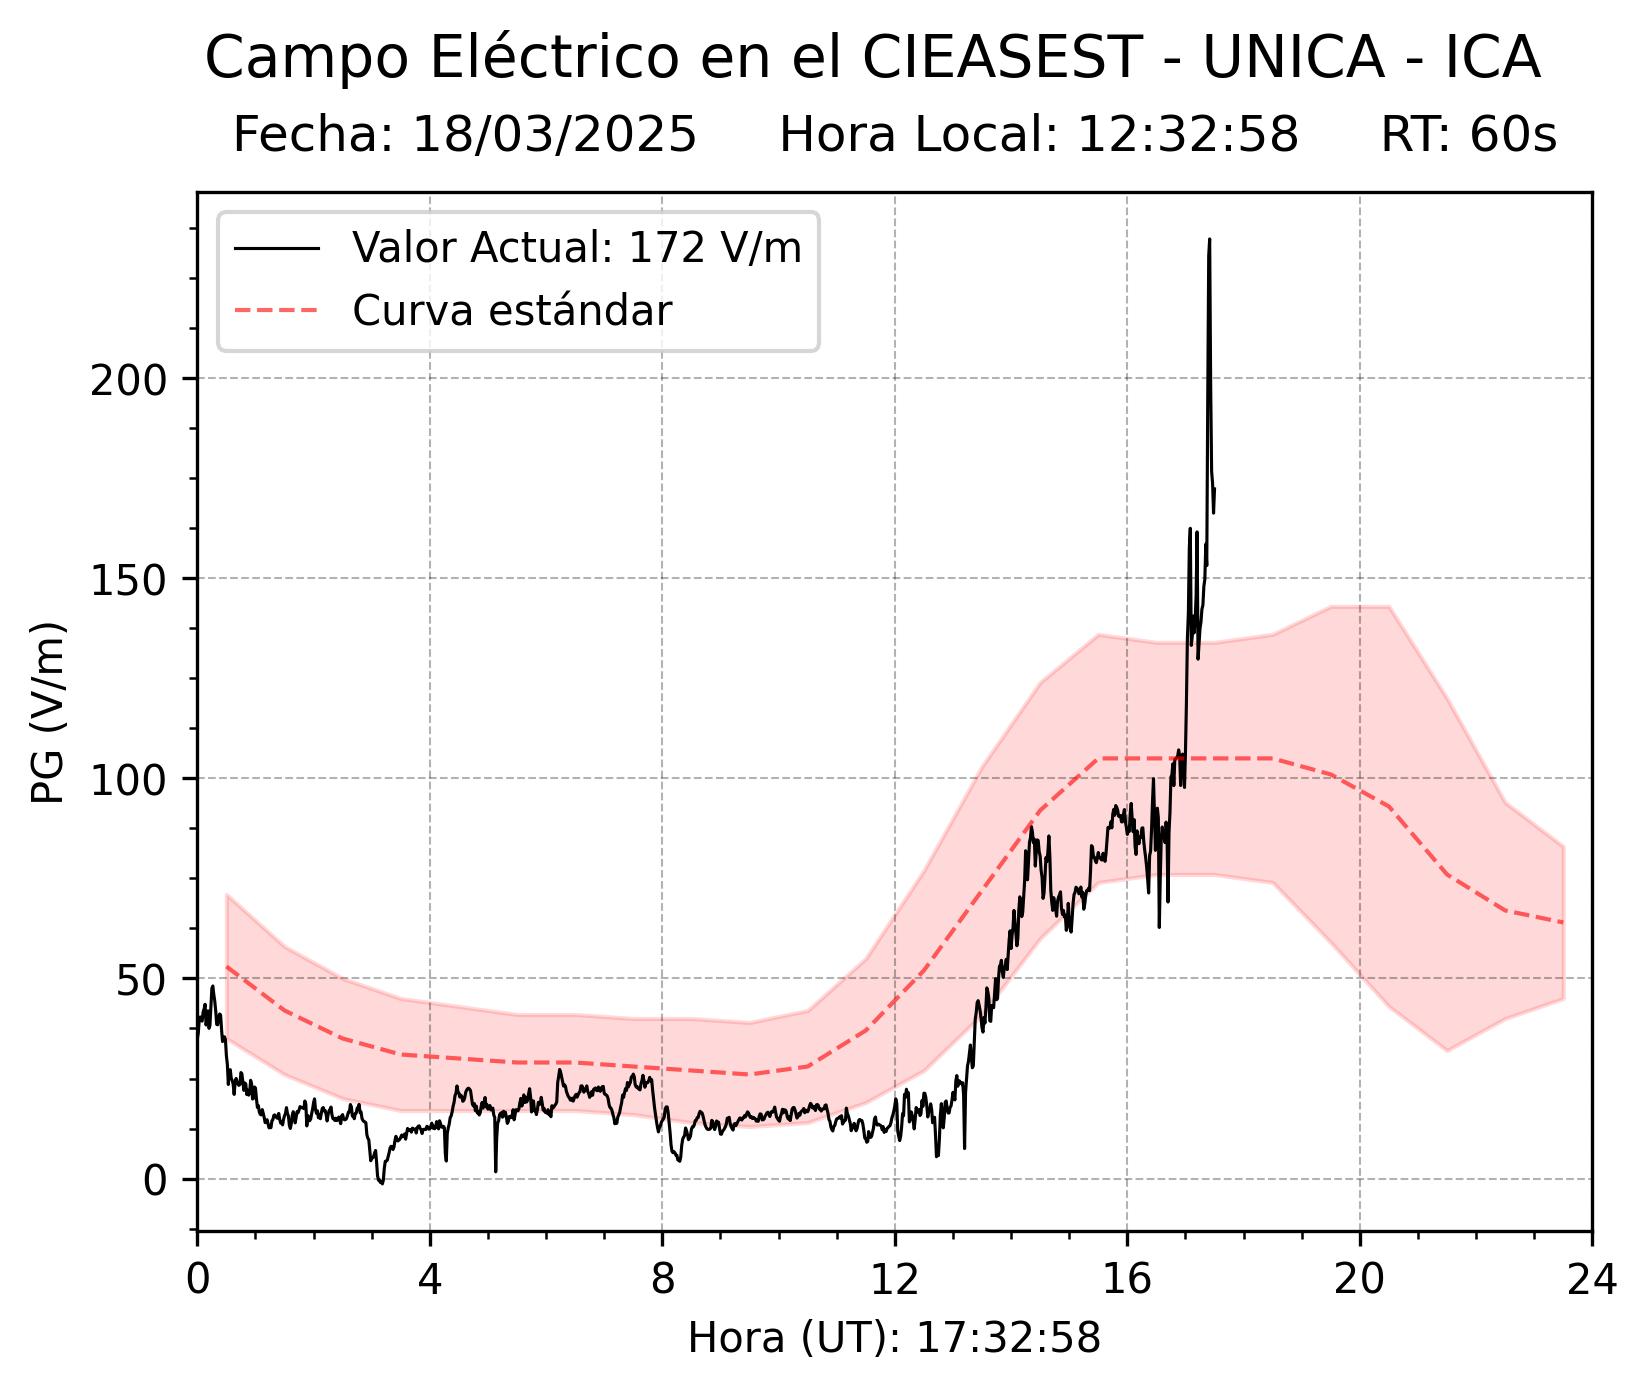 Campo Eléctrico en el CIEASEST - UNICA - ICA
Fecha: 18/03/2025 Hora Local: 12:32:58 RT: 60s
Valor Actual: 172 V/m
Curva estándar
PG (V/m)
200
150
100
50
0
0 4 8 12 16 20 24
Hora (UT): 17:32:58